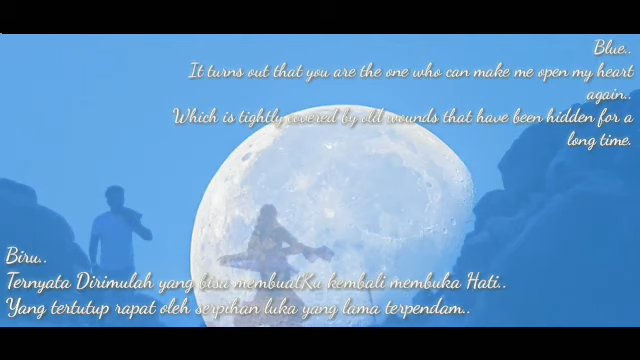 Blue..
It turns out that you are the one who can make me open my heart
again..
Which is tightly covered by old wounds that have been hidden for a
long time.
Biru..
Ternyata Dirimulah yang bisa membuatKu kembali membuka Hati..
Yang tertutup rapat oleh serpihan luka yang lama terpendam..